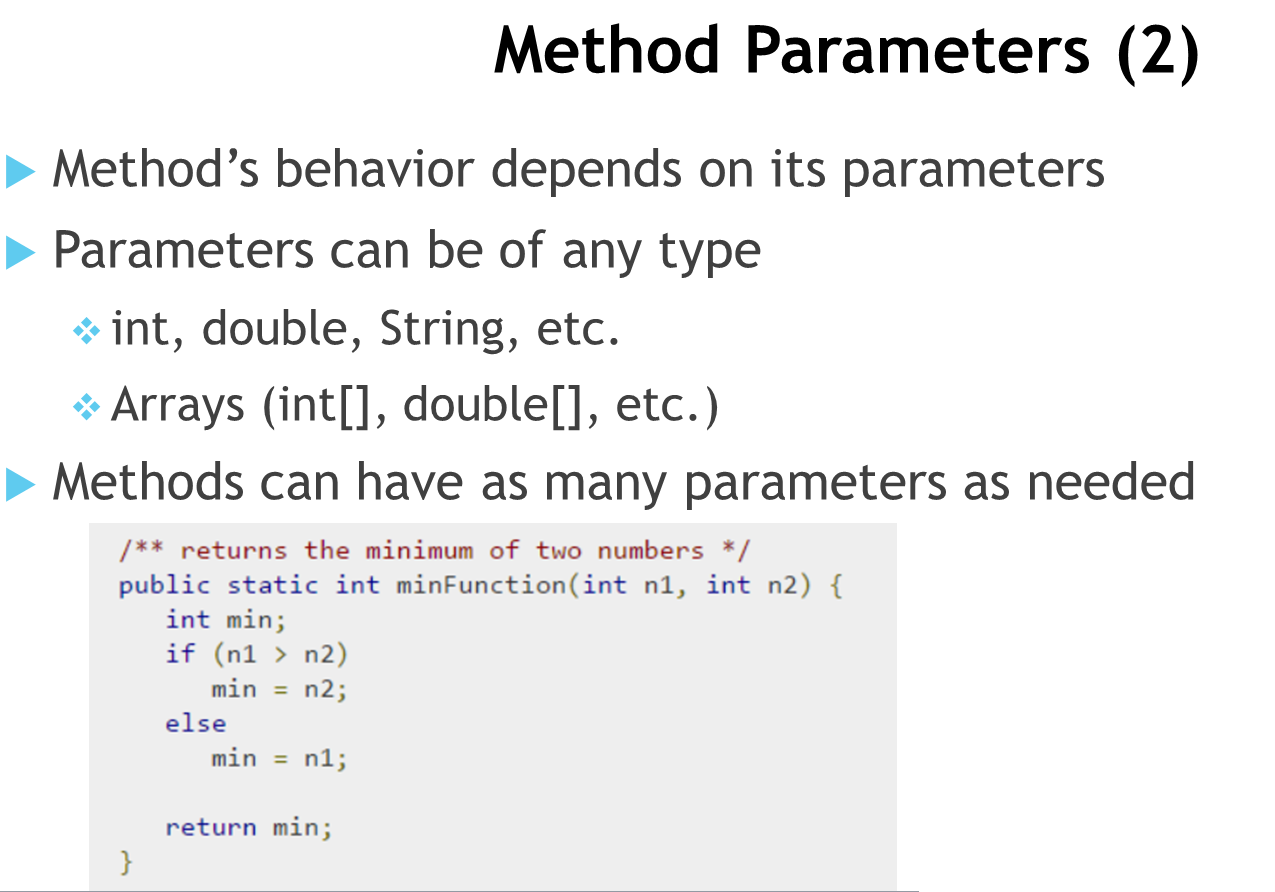 Method Parameters (2)
Method’s behavior depends on its parameters
Parameters can be of any type
int, double, String, etc.
Arrays (int[], double[], etc.)
Methods can have as many parameters as needed
/** returns the minimum of two numbers */
public static int minFunction(int n1, int n2) {
   int min;
   if (n1 > n2)
      min = n2;
   else
      min = n1;

   return min;
}